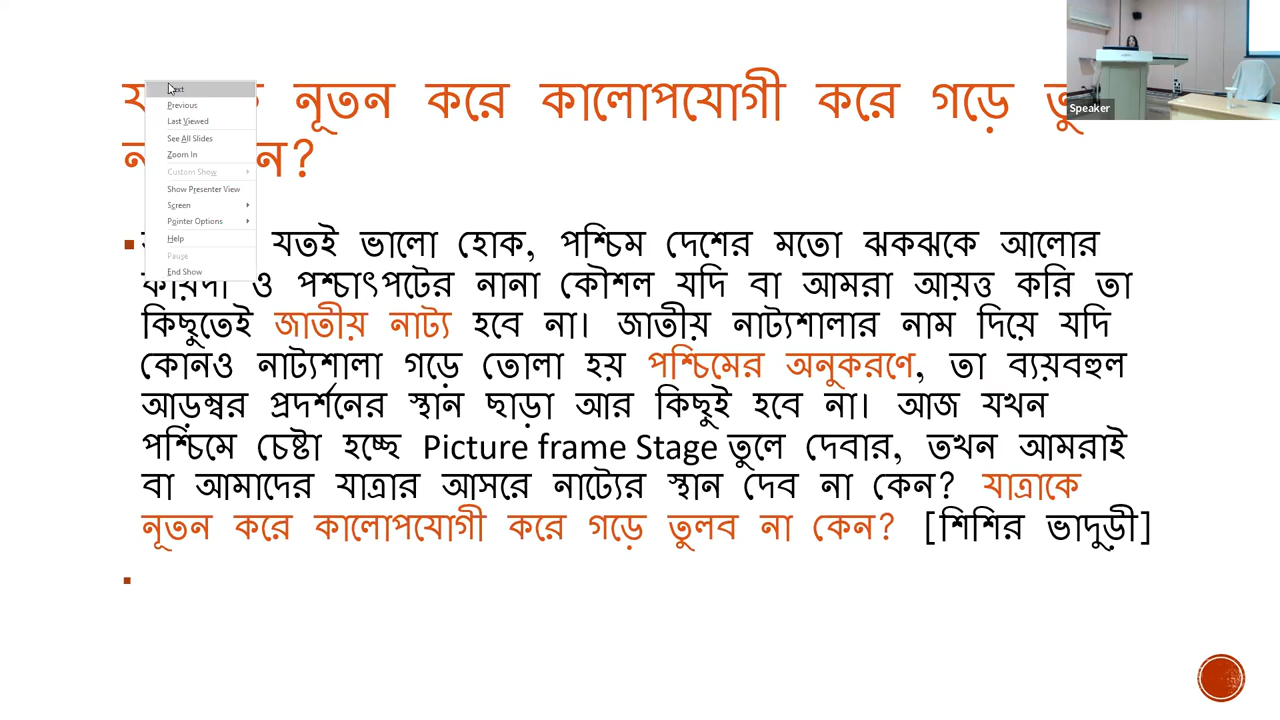 নূতন করে কালোপযোগী করে গড়ে
ন?
যতই ভালো হোক, পশ্চিম দেশের মতো ঝকঝকে আলোর
ও পশ্চাৎপটের নানা কৌশল যদি বা আমরা আয়ত্ত করি তা
কিছুতেই জাতীয় নাট্য হবে না। জাতীয় নাট্যশালার নাম দিয়ে যদি
কোনও নাট্যশালা গড়ে তোলা হয় পশ্চিমের অনুকরণে, তা ব্যয়বহুল
আড়ম্বর প্রদর্শনের স্থান ছাড়া আর কিছুই হবে না। আজ যখন
পশ্চিমে চেষ্টা হচ্ছে Picture frame Stage তুলে দেবার, তখন আমরাই
বা আমাদের যাত্রার আসরে নাট্যের স্থান দেব না কেন? যাত্রাকে
নূতন করে কালোপযোগী করে গড়ে তুলব না কেন? [শিশির ভাদুড়ী]
Previous
Last Viewed
See All Slides
Zoom In
Custom Show
Show Presenter View
Screen
Pointer Options
Help
Pause
End Show
Speaker